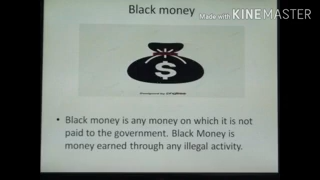 Black money
Made with KINEMASTER
$
• Black money is any money on which it is not
paid to the government. Black Money is
money earned through any illegal activity.